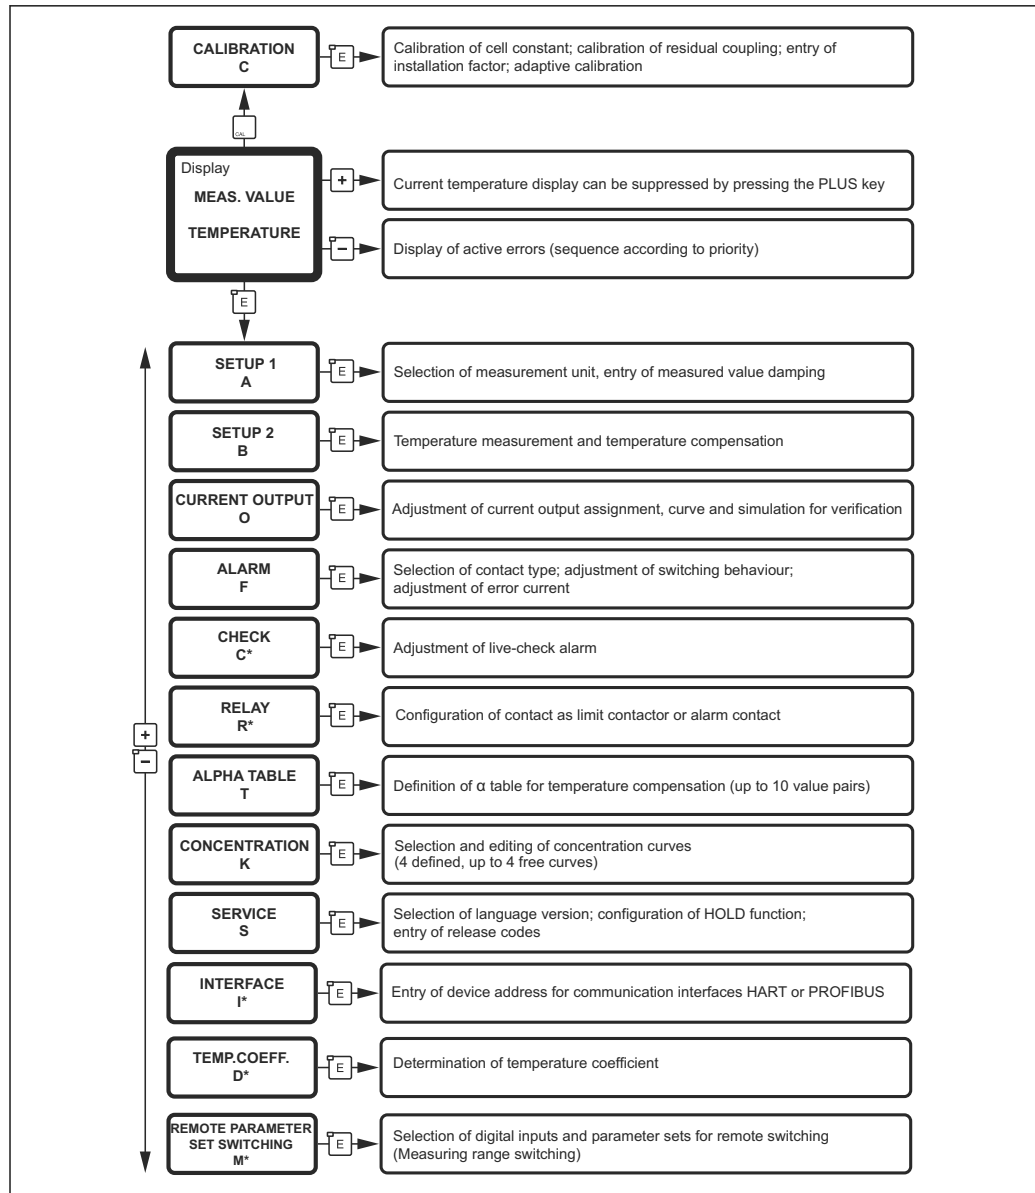 CALIBRATION
C
E
Calibration of cell constant; calibration of residual coupling; entry of
installation factor; adaptive calibration
CAL
Display
MEAS. VALUE
TEMPERATURE
+
Current temperature display can be suppressed by pressing the PLUS key
−
Display of active errors (sequence according to priority)
E
SETUP 1
A
E
Selection of measurement unit, entry of measured value damping
SETUP 2
B
E
Temperature measurement and temperature compensation
CURRENT OUTPUT
O
E
Adjustment of current output assignment, curve and simulation for verification
ALARM
F
E
Selection of contact type; adjustment of switching behaviour;
adjustment of error current
CHECK
C*
E
Adjustment of live-check alarm
RELAY
R*
E
Configuration of contact as limit contactor or alarm contact
+
−
ALPHA TABLE
T
E
Definition of α table for temperature compensation (up to 10 value pairs)
CONCENTRATION
K
E
Selection and editing of concentration curves
(4 defined, up to 4 free curves)
SERVICE
S
E
Selection of language version; configuration of HOLD function;
entry of release codes
INTERFACE
I*
E
Entry of device address for communication interfaces HART or PROFIBUS
TEMP.COEFF.
D*
E
Determination of temperature coefficient
REMOTE PARAMETER
SET SWITCHING
M*
E
Selection of digital inputs and parameter sets for remote switching
(Measuring range switching)